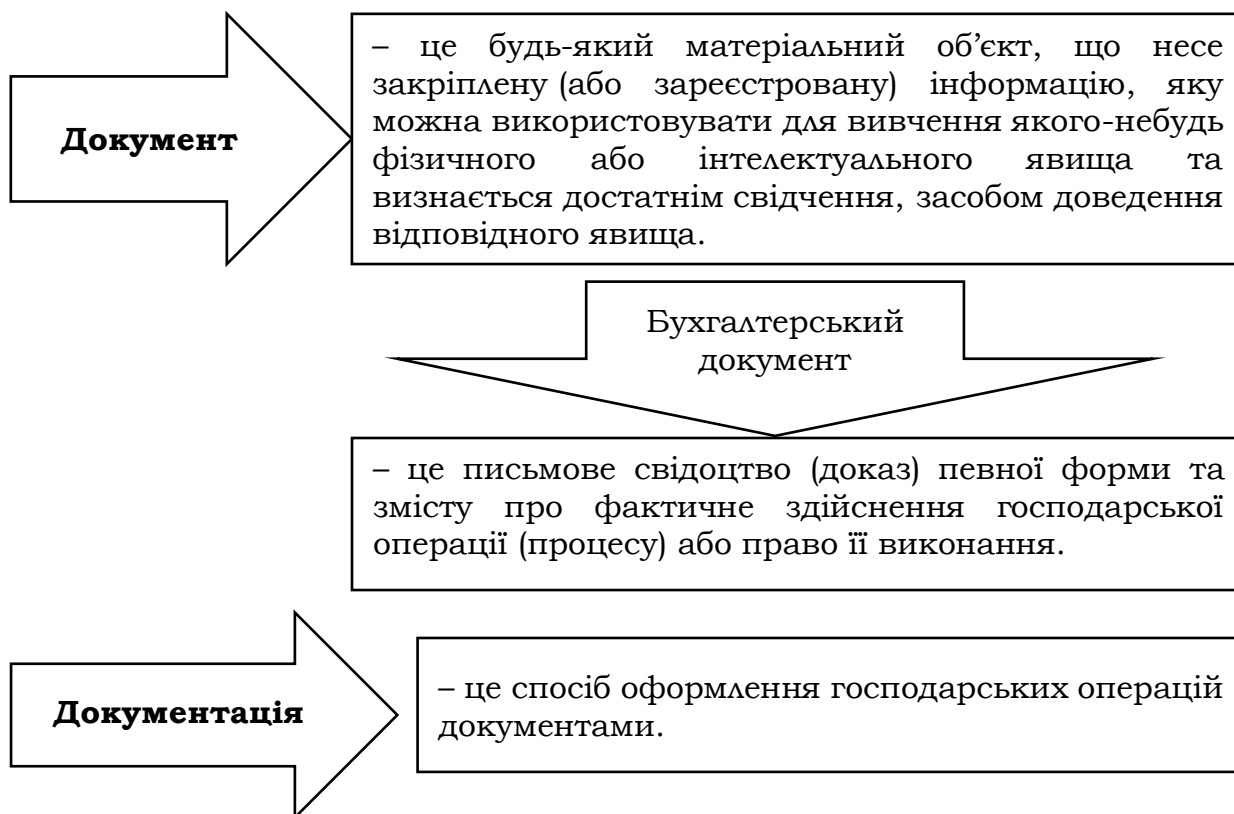 Документ
– це будь-який матеріальний об’єкт, що несе
закріплену (або зареєстровану) інформацію, яку
можна використовувати для вивчення якого-небудь
фізичного або інтелектуального явища та
визнається достатнім свідчення, засобом доведення
відповідного явища.
Бухгалтерський
документ
– це письмове свідоцтво (доказ) певної форми та
змісту про фактичне здійснення господарської
операції (процесу) або право її виконання.
Документація
– це спосіб оформлення господарських операцій
документами.